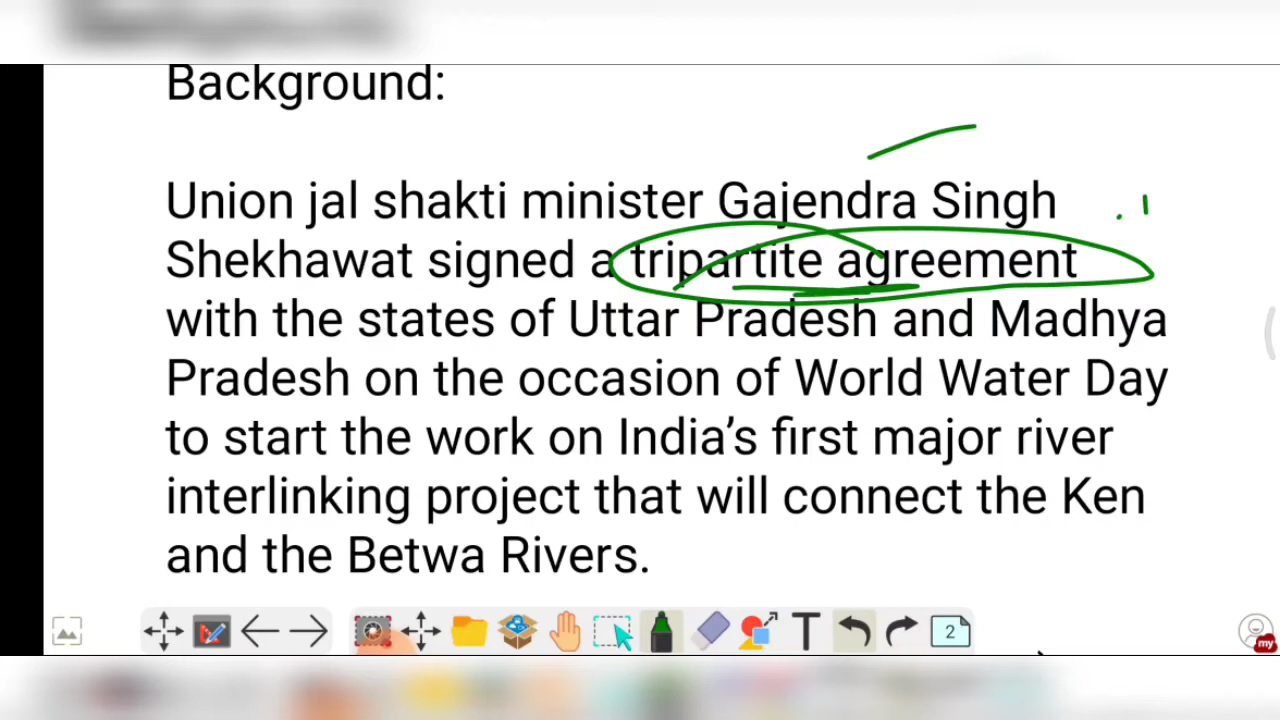 Background:
Union jal shakti minister Gajendra Singh
Shekhawat signed a tripartite agreement
with the states of Uttar Pradesh and Madhya
Pradesh on the occasion of World Water Day
to start the work on India’s first major river
interlinking project that will connect the Ken
and the Betwa Rivers.
T
2
my